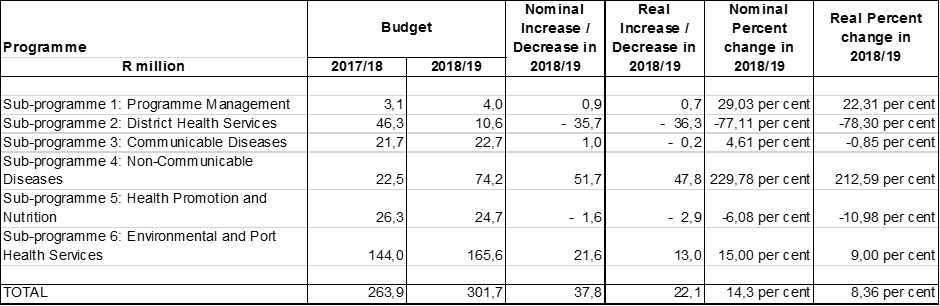 Programme Budget Nominal Increase / Decrease in 2018/19 Real Increase / Decrease in 2018/19 Nominal Percent change in 2018/19 Real Percent change in 2018/19
R million 2017/18 2018/19
Sub-programme 1: Programme Management 3,1 4,0 0,9 0,7 29,03 per cent 22,31 per cent
Sub-programme 2: District Health Services 46,3 10,6 - 35,7 - 36,3 -77,11 per cent -78,30 per cent
Sub-programme 3: Communicable Diseases 21,7 22,7 1,0 - 0,2 4,61 per cent -0,85 per cent
Sub-programme 4: Non-Communicable
Diseases 22,5 74,2 51,7 47,8 229,78 per cent 212,59 per cent
Sub-programme 5: Health Promotion and
Nutrition 26,3 24,7 - 1,6 - 2,9 -6,08 per cent -10,98 per cent
Sub-programme 6: Environmental and Port
Health Services 144,0 165,6 21,6 13,0 15,00 per cent 9,00 per cent
TOTAL 263,9 301,7 37,8 22,1 14,3 per cent 8,36 per cent